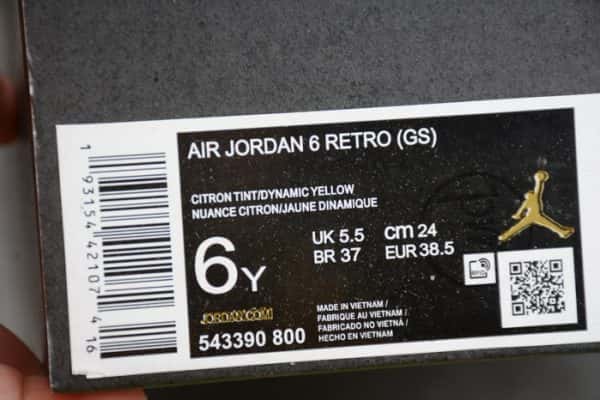 AIR JORDAN 6 RETRO (GS)
CITRON TINT/DYNAMIC YELLOW
NUANCE CITRON/JAUNE DINAMIQUE
6Y
UK 5.5 cm 24
BR 37 EUR 38.5
JORDAN.COM
543390 800
MADE IN VIETNAM /
FABRIQUE AU VIETNAM /
FABRICADO NO VIETNÃ /
HECHO EN VIETNAM
RFID
1 93154 42107 4 16